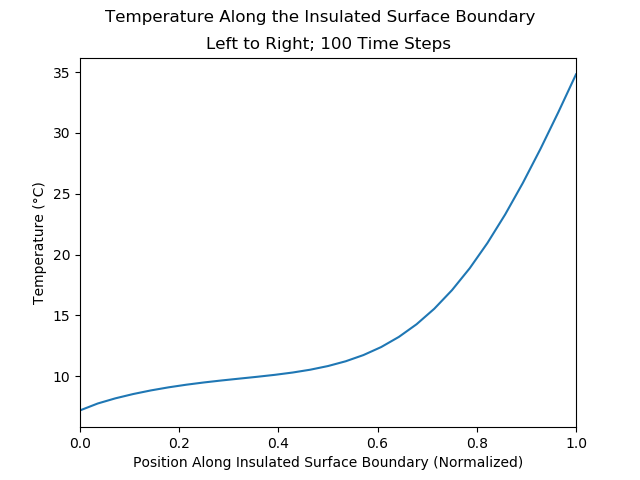 Temperature Along the Insulated Surface Boundary
Left to Right; 100 Time Steps
35
30
25
20
15
10
Temperature (°C)
0.0 0.2 0.4 0.6 0.8 1.0
Position Along Insulated Surface Boundary (Normalized)